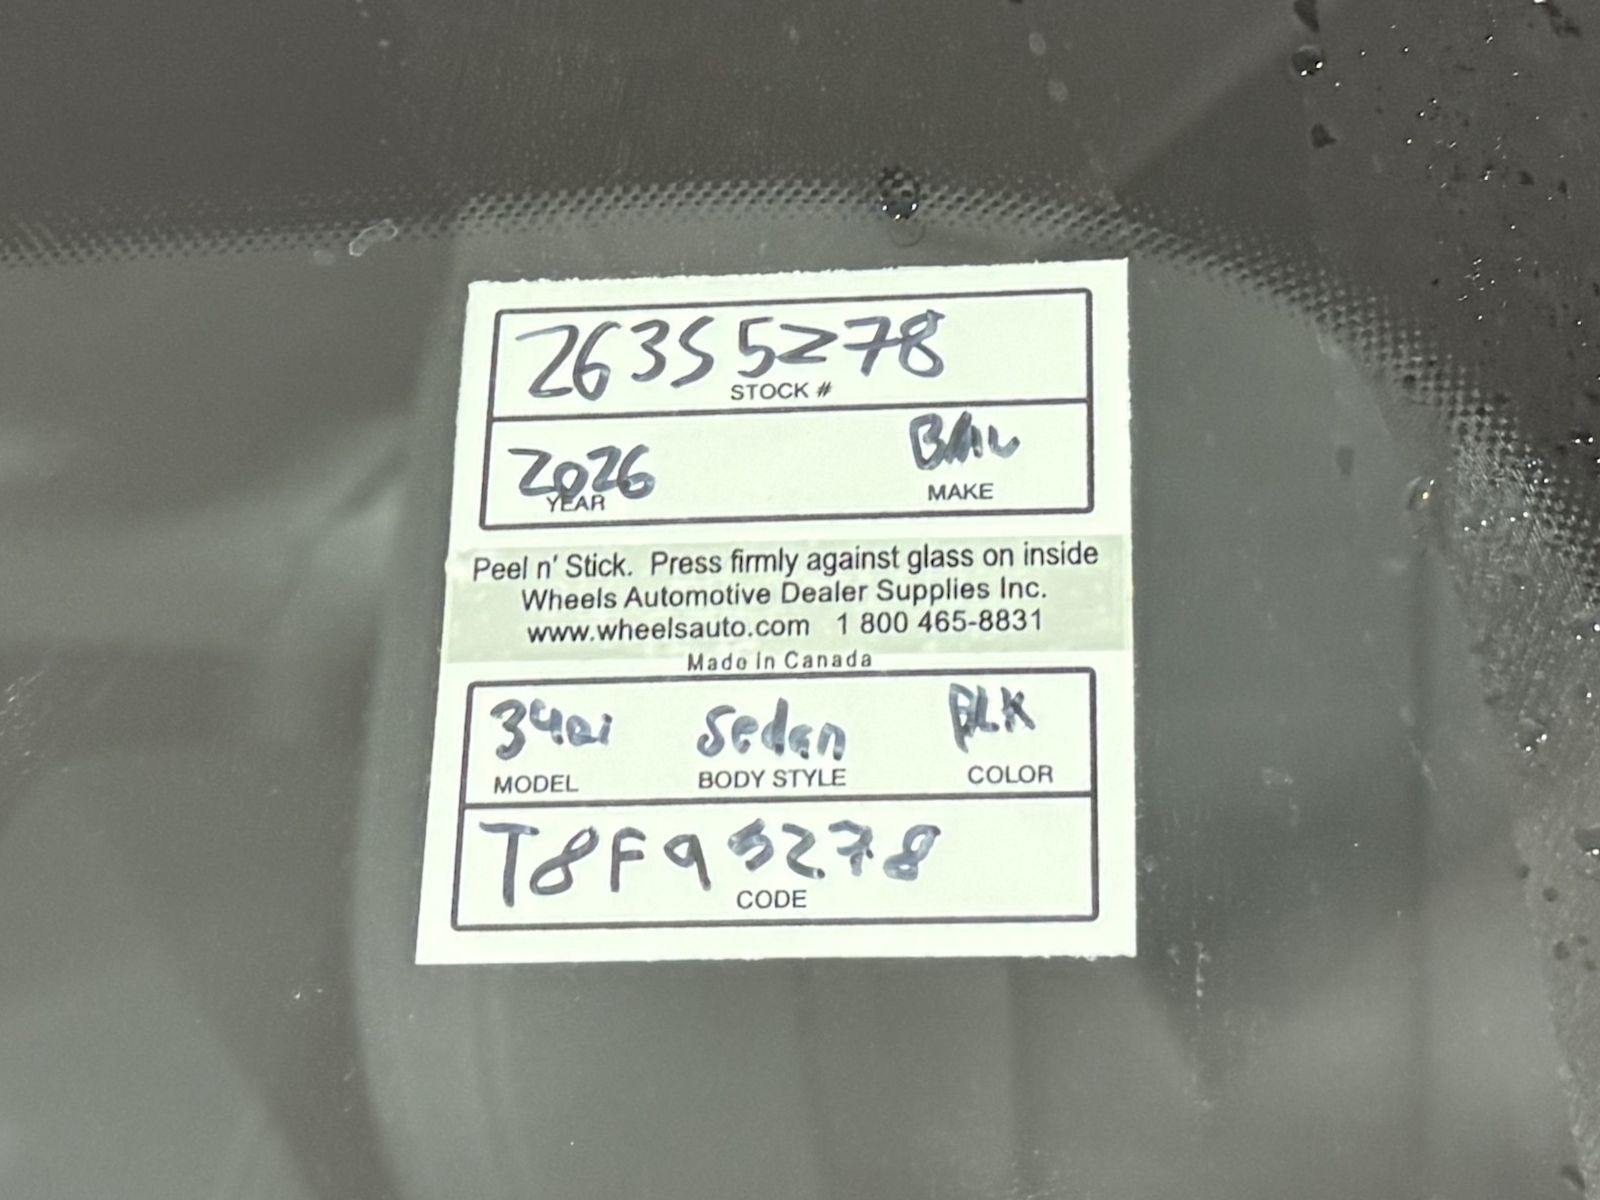 263S5278
STOCK #
2026 BMW
YEAR MAKE
Peel n' Stick. Press firmly against glass on inside
Wheels Automotive Dealer Supplies Inc.
www.wheelsauto.com 1 800 465-8831
Made in Canada
340i Sedan BLK
MODEL BODY STYLE COLOR
T8F95278
CODE